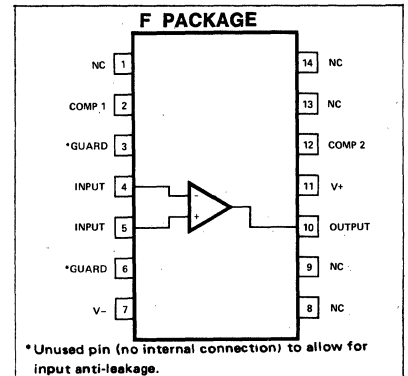 F PACKAGE
NC 1
COMP 1 2
*GUARD 3
INPUT 4
INPUT 5
*GUARD 6
V- 7
14 NC
13 NC
12 COMP 2
11 V+
10 OUTPUT
9 NC
8 NC
-
+
*Unused pin (no internal connection) to allow for
input anti-leakage.